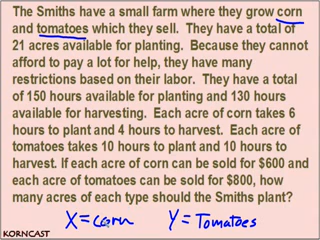 The Smiths have a small farm where they grow corn
and tomatoes which they sell. They have a total of
21 acres available for planting. Because they cannot
afford to pay a lot for help, they have many
restrictions based on their labor. They have a total
of 150 hours available for planting and 130 hours
available for harvesting. Each acre of corn takes 6
hours to plant and 4 hours to harvest. Each acre of
tomatoes takes 10 hours to plant and 10 hours to
harvest. If each acre of corn can be sold for $600 and
each acre of tomatoes can be sold for $800, how
many acres of each type should the Smiths plant?
X=corn Y=Tomatoes
KORNCAST